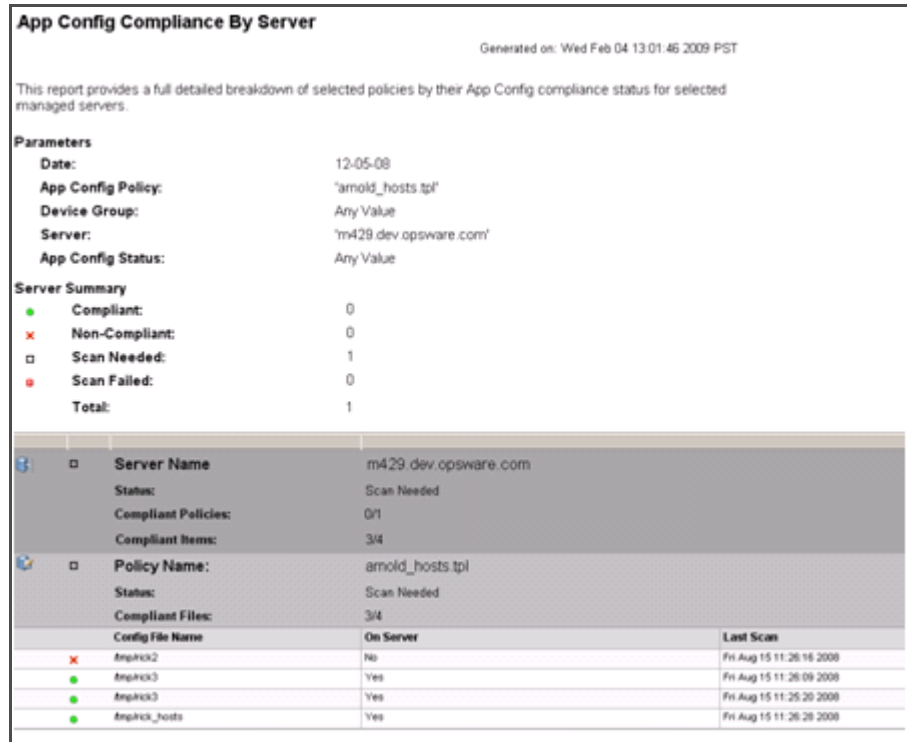 App Config Compliance By Server
Generated on: Wed Feb 04 13:01:46 2009 PST
This report provides a full detailed breakdown of selected policies by their App Config compliance status for selected
managed servers.
Parameters
Date: 12-05-08
App Config Policy: 'arnold_hosts.tpl'
Device Group: Any Value
Server: 'm429.dev.opsware.com'
App Config Status: Any Value
Server Summary
Compliant: 0
Non-Compliant: 0
Scan Needed: 1
Scan Failed: 0
Total: 1
Server Name m429.dev.opsware.com
Status: Scan Needed
Compliant Policies: 0/1
Compliant Items: 3/4
Policy Name: arnold_hosts.tpl
Status: Scan Needed
Compliant Files: 3/4
Config File Name On Server Last Scan
/tmp/rick2 No Fri Aug 15 11:26:16 2008
/tmp/rick3 Yes Fri Aug 15 11:26:09 2008
/tmp/rick3 Yes Fri Aug 15 11:25:20 2008
/tmp/rick_hosts Yes Fri Aug 15 11:26:28 2008